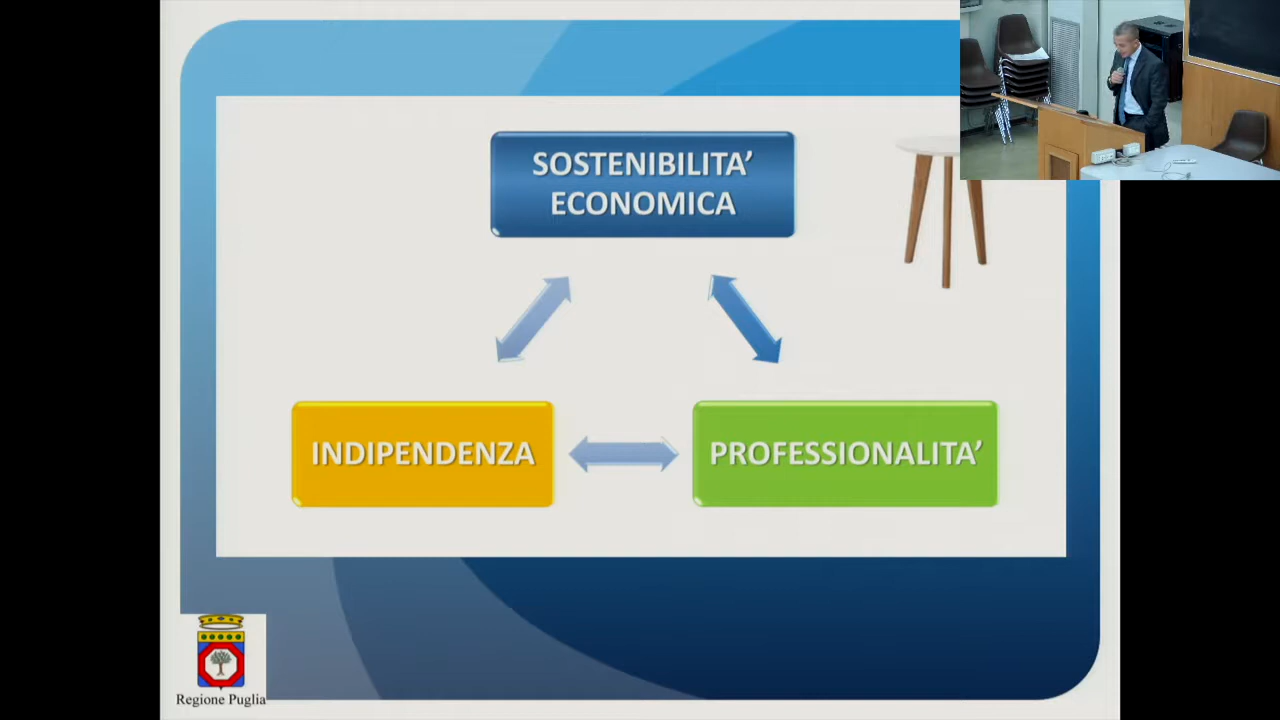 SOSTENIBILITA’
ECONOMICA
INDIPENDENZA
PROFESSIONALITA’
Regione Puglia